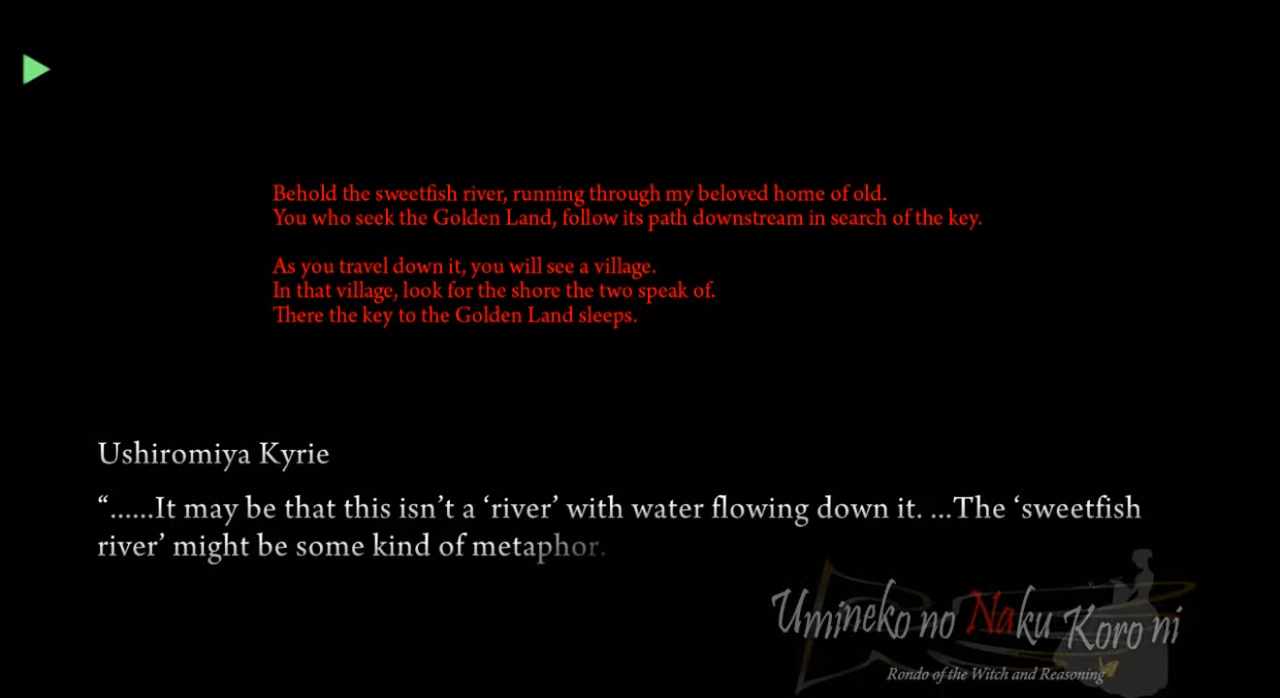 Behold the sweetfish river, running through my beloved home of old.
You who seek the Golden Land, follow its path downstream in search of the key.
As you travel down it, you will see a village.
In that village, look for the shore the two speak of.
There the key to the Golden Land sleeps.
Ushiromiya Kyrie
“......It may be that this isn’t a ‘river’ with water flowing down it. ...The ‘sweetfish
river’ might be some kind of metaphor.
Umineko no Naku Koro ni
Rondo of the Witch and Reasoning